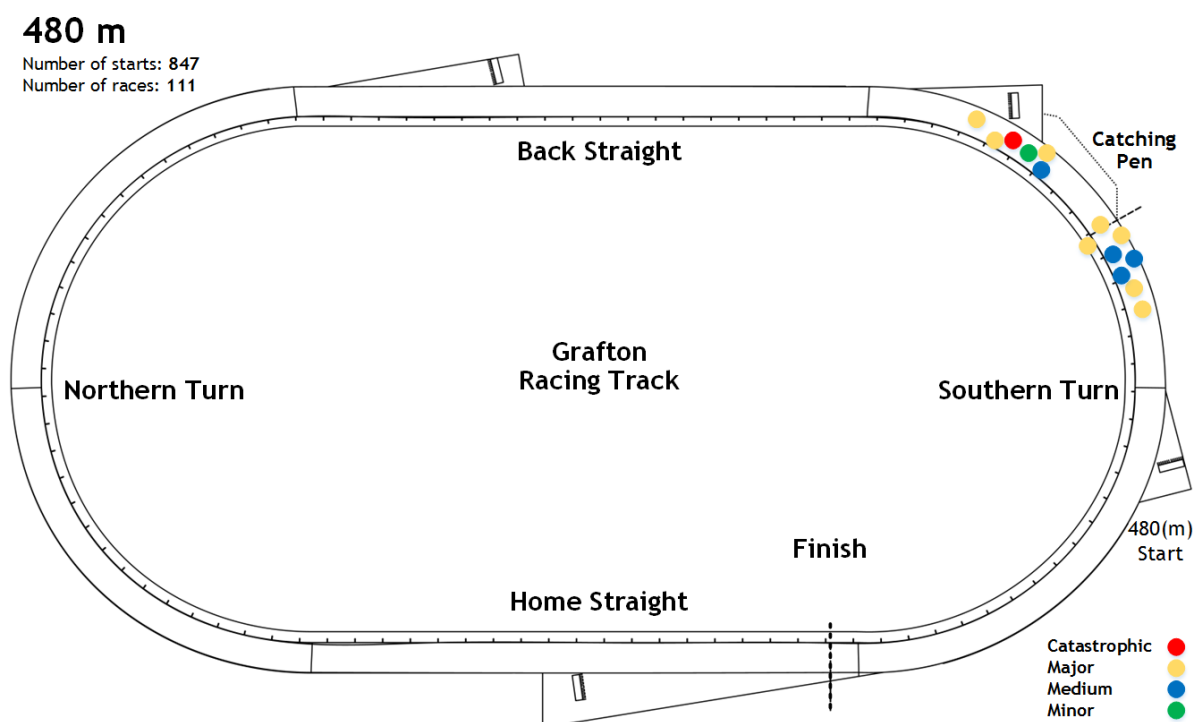 480 m
Number of starts: 847
Number of races: 111
Back Straight
Catching
Pen
Grafton
Racing Track
Northern Turn
Southern Turn
480(m)
Start
Finish
Home Straight
Catastrophic
Major
Medium
Minor